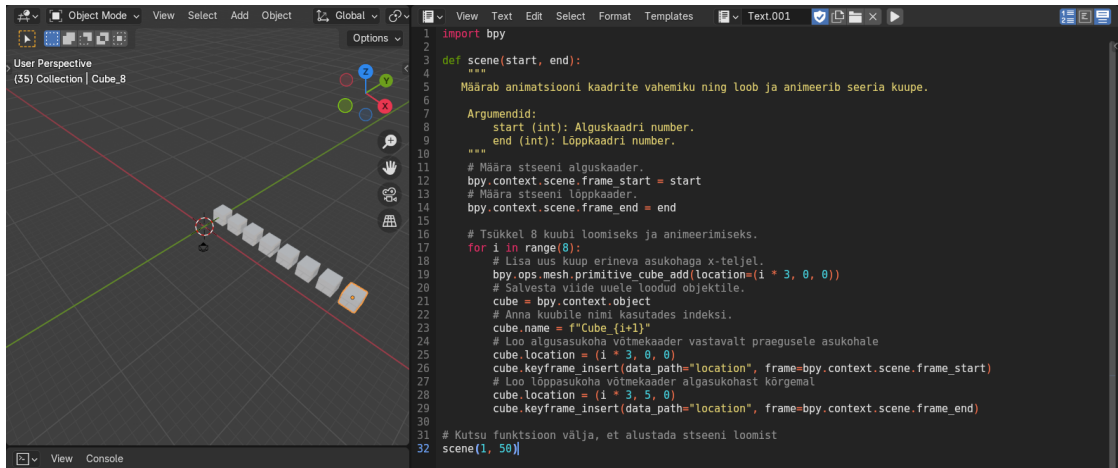 Object Mode View Select Add Object Global
Options
User Perspective
(35) Collection | Cube_8
Z
Y
X
View Console
View Text Edit Select Format Templates Text.001
1 import bpy
2
3 def scene(start, end):
4     """
5    Määrab animatsiooni kaadrite vahemiku ning loob ja animeerib seeria kuupe.
6
7     Argumendid:
8         start (int): Alguskaadri number.
9         end (int): Lõppkaadri number.
10     """
11     # Määra stseeni alguskaader.
12     bpy.context.scene.frame_start = start
13     # Määra stseeni lõppkaader.
14     bpy.context.scene.frame_end = end
15
16     # Tsükkel 8 kuubi loomiseks ja animeerimiseks.
17     for i in range(8):
18         # Lisa uus kuup erineva asukohaga x-teljel.
19         bpy.ops.mesh.primitive_cube_add(location=(i * 3, 0, 0))
20         # Salvesta viide uuele loodud objektile.
21         cube = bpy.context.object
22         # Anna kuubile nimi kasutades indeksi.
23         cube.name = f"Cube_{i+1}"
24         # Loo algusasukoha võtmekaader vastavalt praegusele asukohale
25         cube.location = (i * 3, 0, 0)
26         cube.keyframe_insert(data_path="location", frame=bpy.context.scene.frame_start)
27         # Loo lõppasukoha võtmekaader algasukohast kõrgemal
28         cube.location = (i * 3, 5, 0)
29         cube.keyframe_insert(data_path="location", frame=bpy.context.scene.frame_end)
30
31 # Kutsu funktsioon välja, et alustada stseeni loomist
32 scene(1, 50)